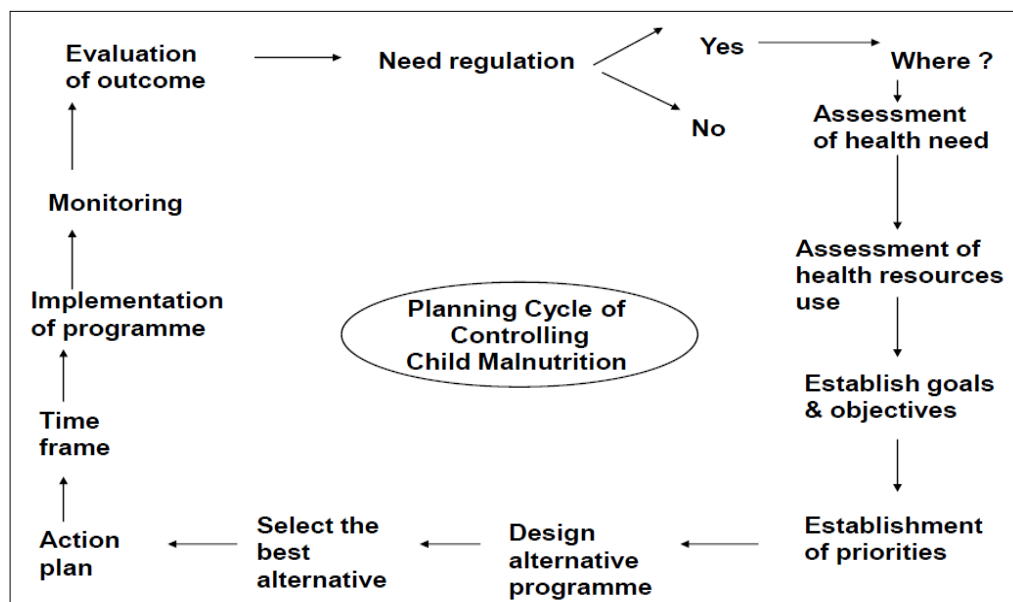 Evaluation
of outcome
Need regulation
Yes
No
Where ?
Assessment
of health need
Assessment of
health resources
use
Establish goals
& objectives
Establishment
of priorities
Design
alternative
programme
Select the
best
alternative
Action
plan
Time
frame
Implementation
of programme
Monitoring
Planning Cycle of
Controlling
Child Malnutrition